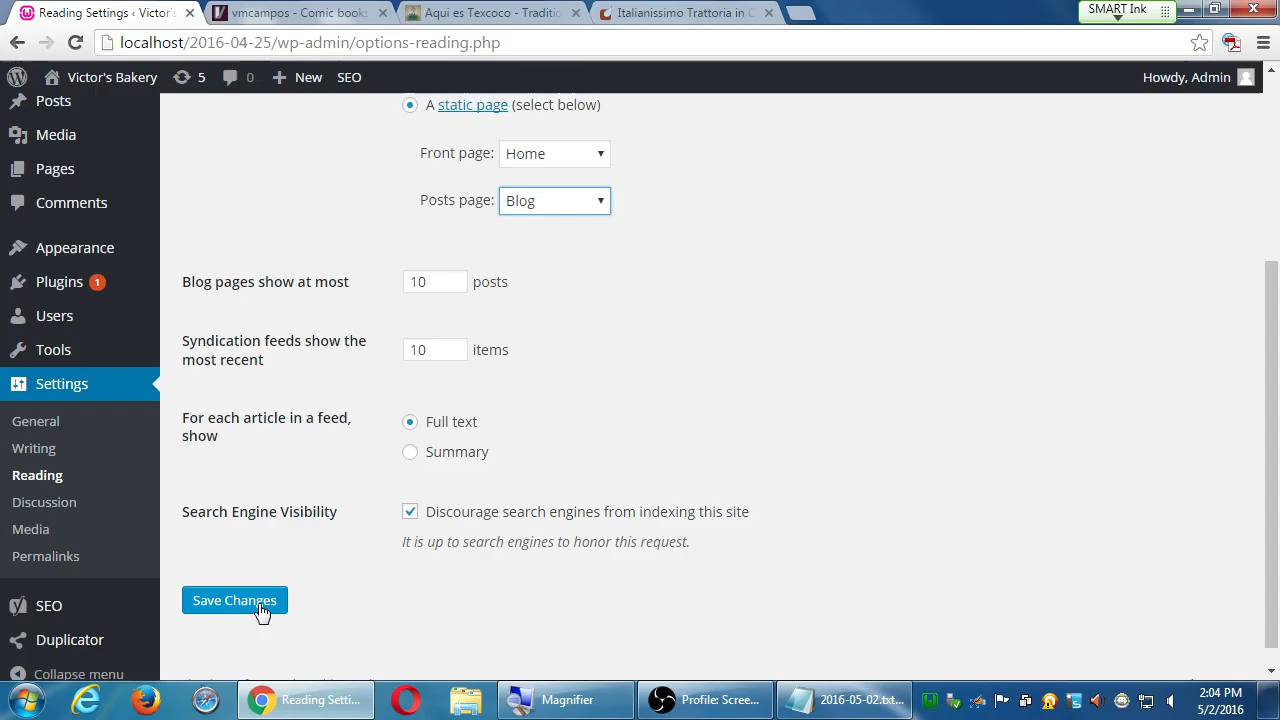 Reading Settings ‹ Victor's
vmcampos - Comic books
Aqui es Texcoco - Traditi
Italianissimo Trattoria in
SMART Ink
localhost/2016-04-25/wp-admin/options-reading.php
Victor's Bakery
5
0
New
SEO
Howdy, Admin
Posts
Media
Pages
Comments
Appearance
Plugins 1
Users
Tools
Settings
General
Writing
Reading
Discussion
Media
Permalinks
SEO
Duplicator
Collapse menu
A static page (select below)
Front page: Home
Posts page: Blog
Blog pages show at most
10 posts
Syndication feeds show the
most recent
10 items
For each article in a feed,
show
Full text
Summary
Search Engine Visibility
Discourage search engines from indexing this site
It is up to search engines to honor this request.
Save Changes
Reading Setti...
Magnifier
Profile: Scree...
2016-05-02.txt...
2:04 PM
5/2/2016